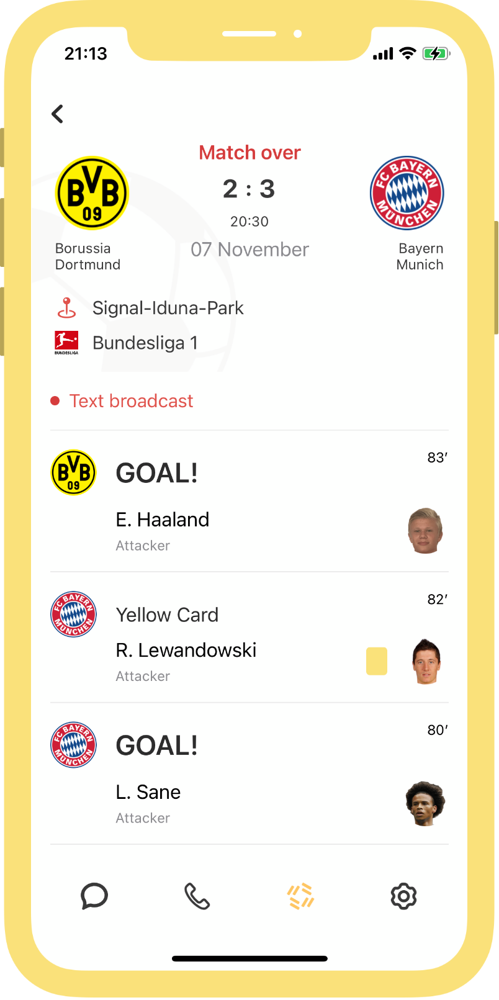 21:13
Match over
BVB
09
2 : 3
FC BAYERN
MÜNCHEN
20:30
Borussia
Dortmund
07 November
Bayern
Munich
Signal-Iduna-Park
BUNDESLIGA
Bundesliga 1
Text broadcast
83’
BVB
09
GOAL!
E. Haaland
Attacker
82’
FC BAYERN
MÜNCHEN
Yellow Card
R. Lewandowski
Attacker
80’
FC BAYERN
MÜNCHEN
GOAL!
L. Sane
Attacker